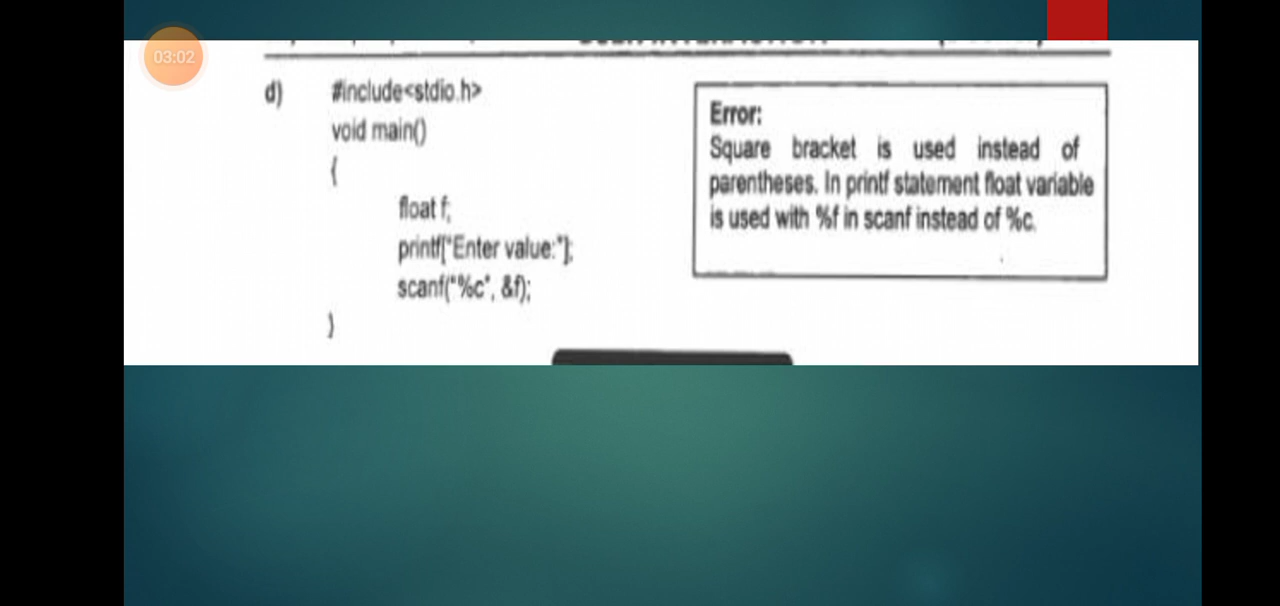 03:02
d) #include<stdio.h>
void main()
{
float f;
printf["Enter value:"];
scanf("%c", &f);
}
Error:
Square bracket is used instead of
parentheses. In printf statement float variable
is used with %f in scanf instead of %c.